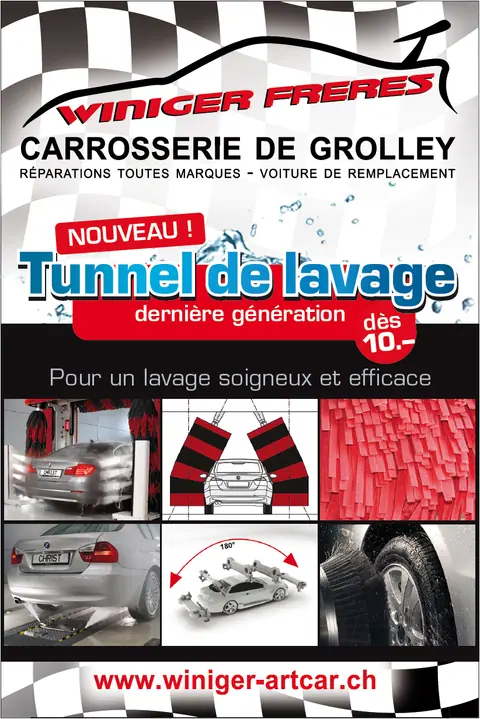 WINIGER FRERES
CARROSSERIE DE GROLLEY
RÉPARATIONS TOUTES MARQUES - VOITURE DE REMPLACEMENT
NOUVEAU !
Tunnel de lavage
dernière génération
dès
10.–
Pour un lavage soigneux et efficace
CHRIST
CHRIST
180°
www.winiger-artcar.ch